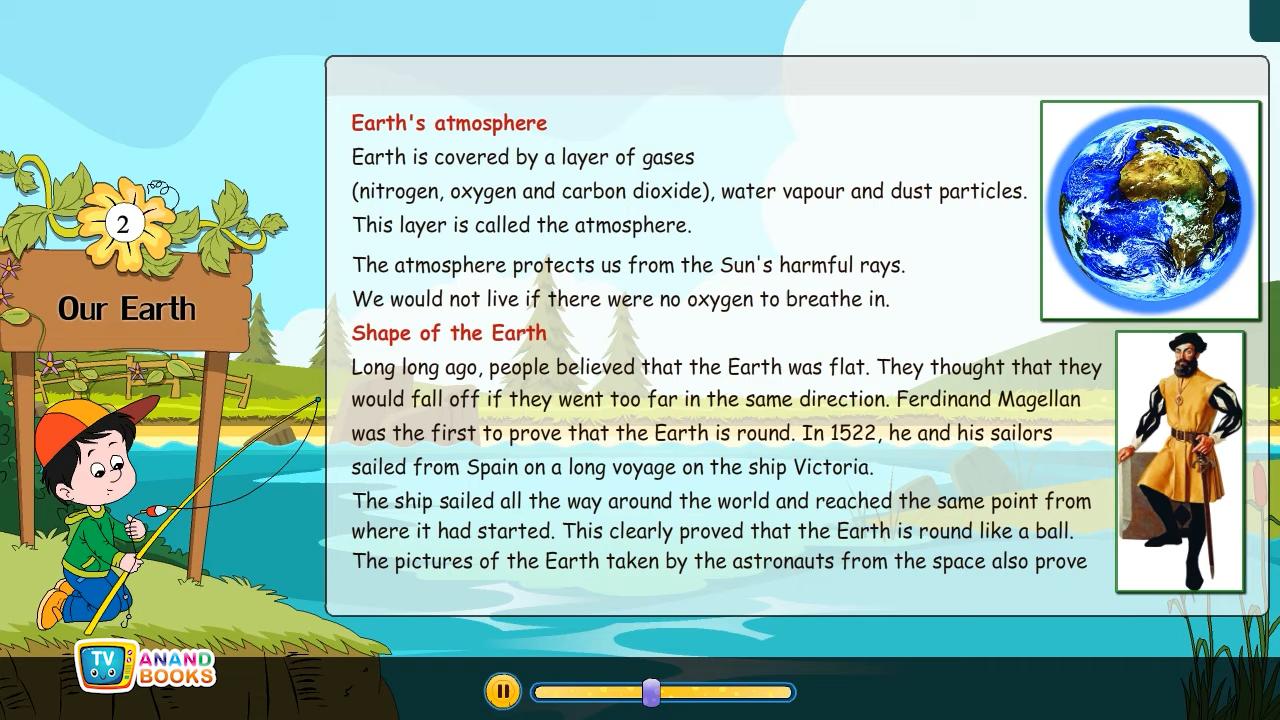 2
Our Earth
Earth's atmosphere
Earth is covered by a layer of gases
(nitrogen, oxygen and carbon dioxide), water vapour and dust particles.
This layer is called the atmosphere.
The atmosphere protects us from the Sun's harmful rays.
We would not live if there were no oxygen to breathe in.
Shape of the Earth
Long long ago, people believed that the Earth was flat. They thought that they
would fall off if they went too far in the same direction. Ferdinand Magellan
was the first to prove that the Earth is round. In 1522, he and his sailors
sailed from Spain on a long voyage on the ship Victoria.
The ship sailed all the way around the world and reached the same point from
where it had started. This clearly proved that the Earth is round like a ball.
The pictures of the Earth taken by the astronauts from the space also prove
TV
ANAND
BOOKS